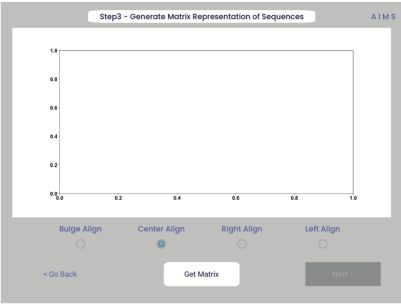 Step3 - Generate Matrix Representation of Sequences
AIMS
1.0
0.8
0.6
0.4
0.2
0.0
0.0 0.2 0.4 0.6 0.8 1.0
Bulge Align Center Align Right Align Left Align
< Go Back Get Matrix Next >